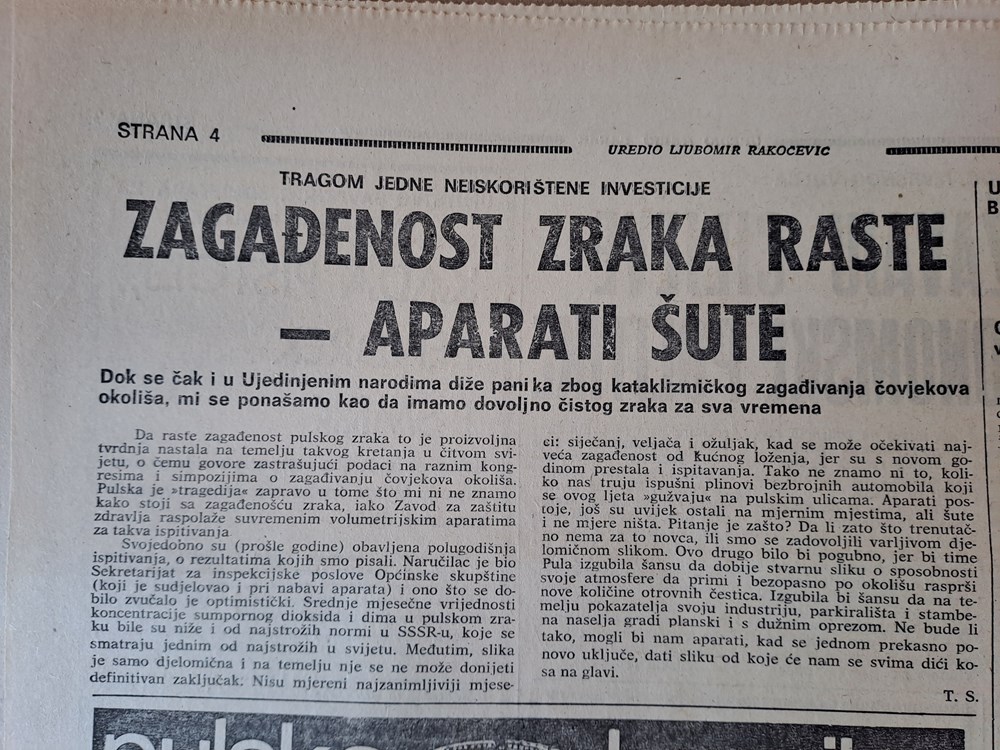 STRANA 4
UREDIO LJUBOMIR RAKOCEVIC
TRAGOM JEDNE NEISKORIŠTENE INVESTICIJE
ZAGAĐENOST ZRAKA RASTE
— APARATI ŠUTE
Dok se čak i u Ujedinjenim narodima diže panika zbog kataklizmičkog zagađivanja čovjekova
okoliša, mi se ponašamo kao da imamo dovoljno čistog zraka za sva vremena
Da raste zagađenost pulskog zraka to je proizvoljna
tvrdnja nastala na temelju takvog kretanja u čitvom svi-
jetu, o čemu govore zastrašujući podaci na raznim kong-
resima i simpozijima o zagađivanju čovjekova okoliša.
Pulska je »tragedija« zapravo u tome što mi ni ne znamo
kako stoji sa zagađenošću zraka, iako Zavod za zaštitu
zdravlja raspolaže suvremenim volumetrijskim aparatima
za takva ispitivanja
Svojedobno su (prošle godine) obavljena polugodišnja
ispitivanja, o rezultatima kojih smo pisali. Naručilac je bio
Sekretarijat za inspekcijske poslove Općinske skupštine
(koji je sudjelovao i pri nabavi aparata) i ono što se do-
bilo zvučalo je optimistički. Srednje mjesečne vrijednosti
koncentracije sumpornog dioksida i dima u pulskom zra-
ku bile su niže i od najstrožih normi u SSSR-u, koje se
smatraju jednim od najstrožih u svijetu. Međutim, slika
je samo djelomična i na temelju nje se ne može donijeti
definitivan zaključak. Nisu mjereni najzanimljiviji mjese-
ci: siječanj, veljača i ožuljak, kad se može očekivati naj-
veća zagađenost od kućnog loženja, jer su s novom go-
dinom prestala i ispitivanja. Tako ne znamo ni to, koli-
ko nas truju ispušni plinovi bezbrojnih automobila koji
se ovog ljeta »gužvaju« na pulskim ulicama. Aparati pos-
toje, još su uvijek ostali na mjernim mjestima, ali šute
i ne mjere ništa. Pitanje je zašto? Da li zato što trenutač-
no nema za to novca, ili smo se zadovoljili varljivom dje-
lomičnom slikom. Ovo drugo bilo bi pogubno, jer bi time
Pula izgubila šansu da dobije stvarnu sliku o sposobnosti
svoje atmosfere da primi i bezopasno po okolišu rasprši
nove količine otrovnih čestica. Izgubila bi šansu da na te-
melju pokazatelja svoju industriju, parkirališta i stambe-
na naselja gradi planski i s dužnim oprezom. Ne bude li
tako, mogli bi nam aparati, kad se jednom prekasno po-
novo uključe, dati sliku od koje će nam se svima dići ko-
sa na glavi.
T. S.